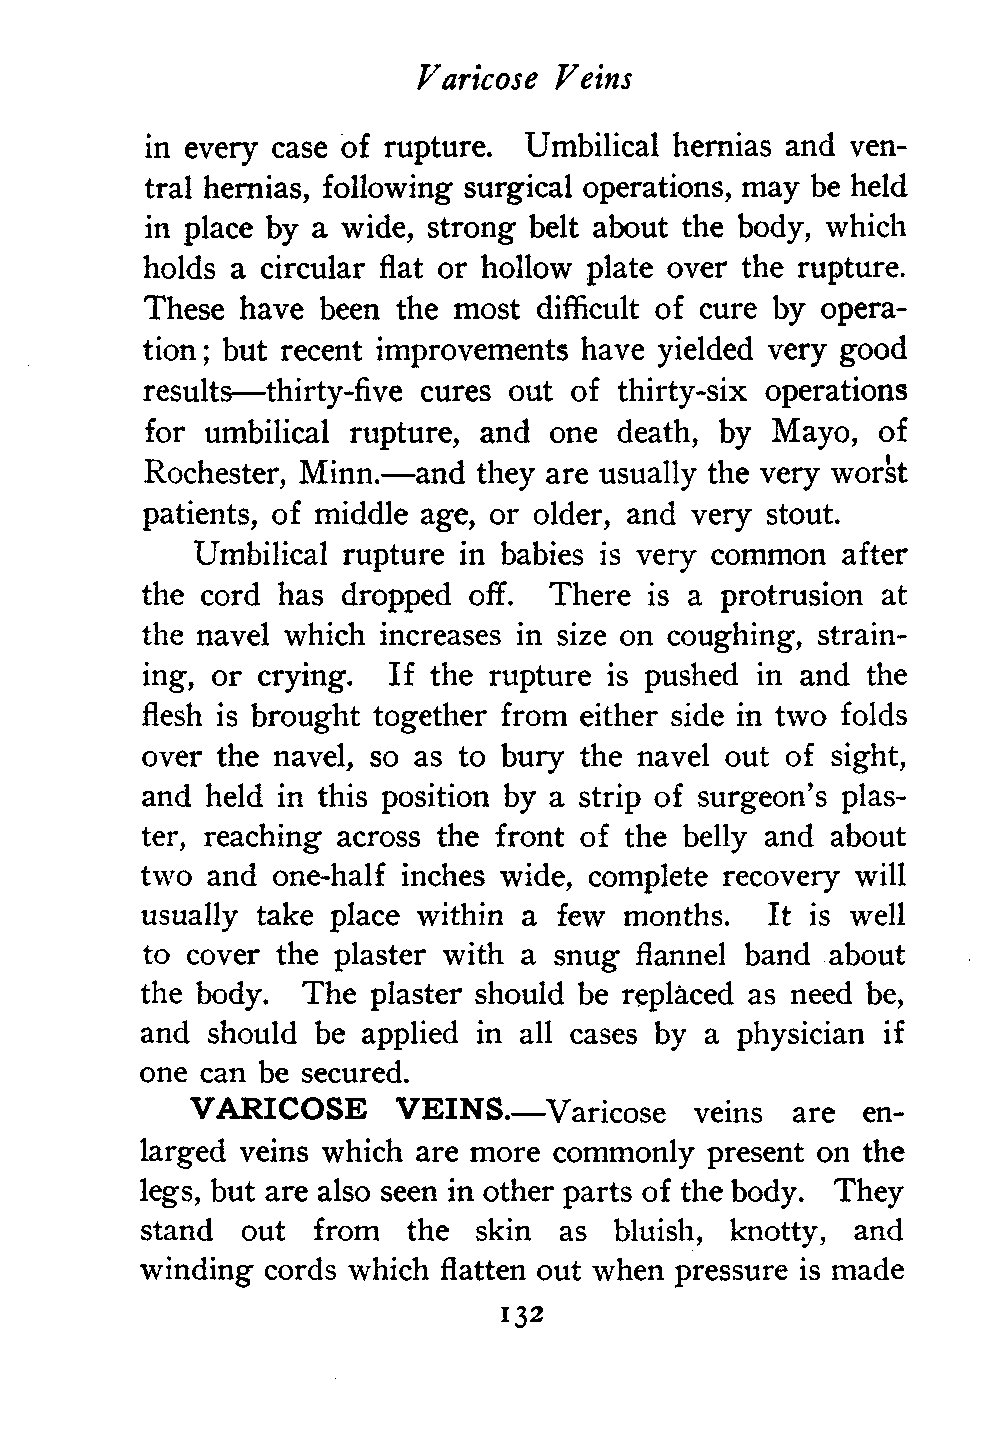 Varicose Veins
in every case of rupture. Umbilical hernias and ven-
tral hernias, following surgical operations, may be held
in place by a wide, strong belt about the body, which
holds a circular flat or hollow plate over the rupture.
These have been the most difficult of cure by opera-
tion; but recent improvements have yielded very good
results—thirty-five cures out of thirty-six operations
for umbilical rupture, and one death, by Mayo, of
Rochester, Minn.—and they are usually the very worst
patients, of middle age, or older, and very stout.
Umbilical rupture in babies is very common after
the cord has dropped off. There is a protrusion at
the navel which increases in size on coughing, strain-
ing, or crying. If the rupture is pushed in and the
flesh is brought together from either side in two folds
over the navel, so as to bury the navel out of sight,
and held in this position by a strip of surgeon's plas-
ter, reaching across the front of the belly and about
two and one-half inches wide, complete recovery will
usually take place within a few months. It is well
to cover the plaster with a snug flannel band about
the body. The plaster should be replaced as need be,
and should be applied in all cases by a physician if
one can be secured.
VARICOSE VEINS.—Varicose veins are en-
larged veins which are more commonly present on the
legs, but are also seen in other parts of the body. They
stand out from the skin as bluish, knotty, and
winding cords which flatten out when pressure is made
132